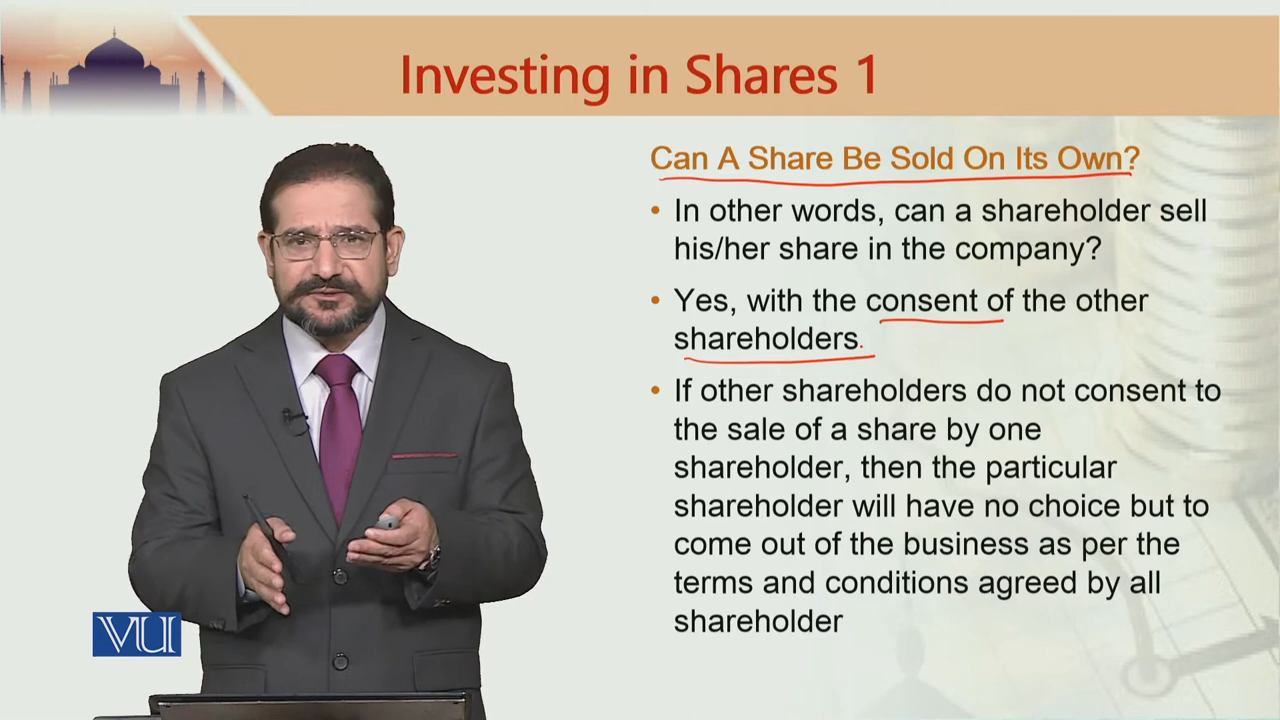 Investing in Shares 1
Can A Share Be Sold On Its Own?
• In other words, can a shareholder sell
his/her share in the company?
• Yes, with the consent of the other
shareholders.
• If other shareholders do not consent to
the sale of a share by one
shareholder, then the particular
shareholder will have no choice but to
come out of the business as per the
terms and conditions agreed by all
shareholder
VU